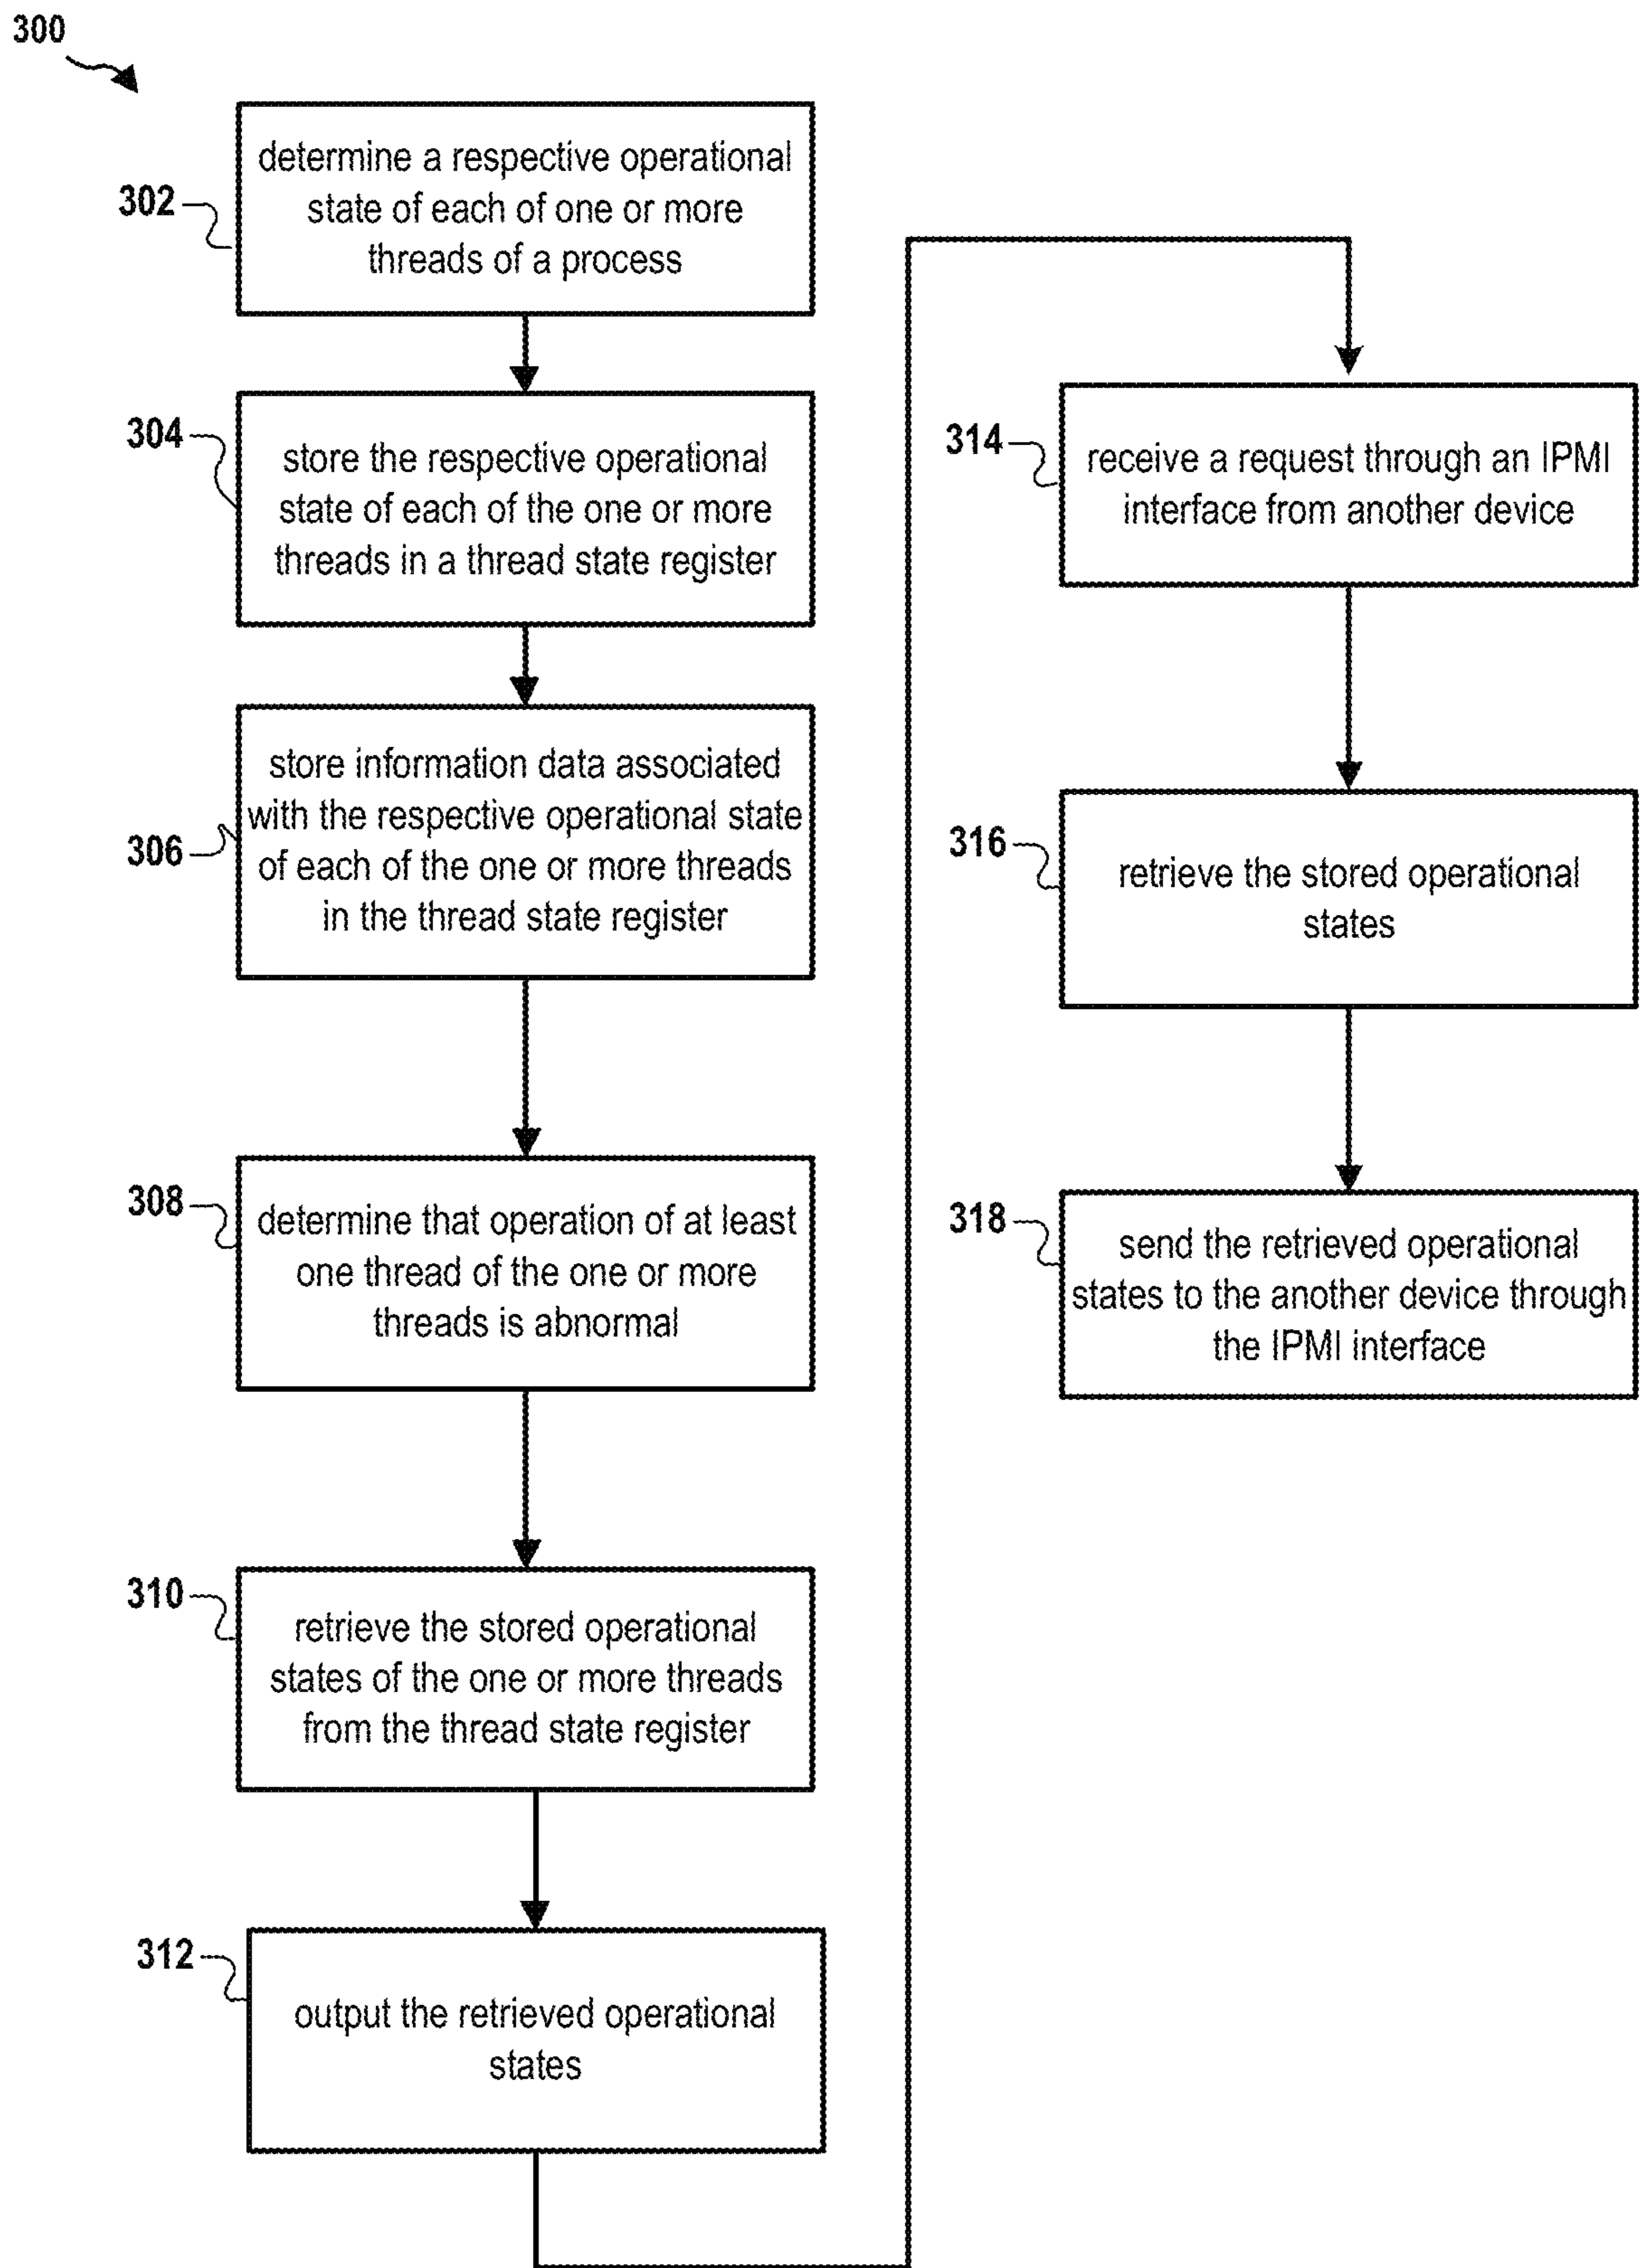 300
302
determine a respective operational
state of each of one or more
threads of a process
304
store the respective operational
state of each of the one or more
threads in a thread state register
306
store information data associated
with the respective operational state
of each of the one or more threads
in the thread state register
308
determine that operation of at least
one thread of the one or more
threads is abnormal
310
retrieve the stored operational
states of the one or more threads
from the thread state register
312
output the retrieved operational
states
314
receive a request through an IPMI
interface from another device
316
retrieve the stored operational
states
318
send the retrieved operational
states to the another device through
the IPMI interface